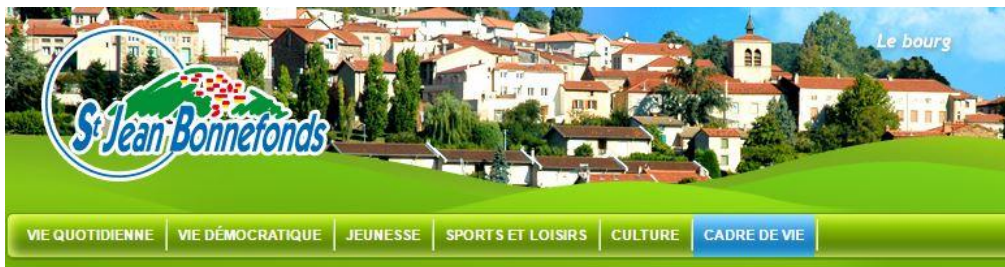 Le bourg
St Jean Bonnefonds
VIE QUOTIDIENNE VIE DÉMOCRATIQUE JEUNESSE SPORTS ET LOISIRS CULTURE CADRE DE VIE